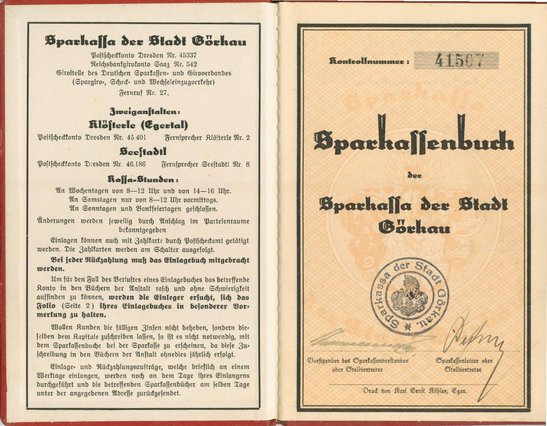 Sparkassa der Stadt Görkau
Postscheckkonto Dresden Nr. 45337
Reichsbankgirokonto Saaz Nr. 542
Girostelle des Deutschen Sparkassen- und Giroverbandes
(Spargiro-, Scheck- und Wechseleinzugverkehr)
Fernruf Nr. 27.
Zweiganstalten:
Klösterle (Egertal)
Postscheckkonto Dresden Nr. 45.401 Fernsprecher Klösterle Nr. 2
Seestadtl
Postscheckkonto Dresden Nr. 46.186 Fernsprecher Seestadtl Nr. 8
Kassa-Stunden:
An Wochentagen von 8—12 Uhr und von 14—16 Uhr.
An Samstagen nur von 8—12 Uhr vormittags.
An Sonntagen und Bankfeiertagen geschlossen.
Änderungen werden jeweilig durch Anschlag im Parteienraume
bekanntgegeben
Einlagen können auch mit Zahlkarte durch Postscheckamt getätigt
werden. Die Zahlkarten werden am Schalter ausgefolgt.
Bei jeder Rückzahlung muß das Einlagebuch mitgebracht
werden.
Um für den Fall des Verlustes eines Einlagebuches das betreffende
Konto in den Büchern der Anstalt rasch und ohne Schwierigkeit
auffinden zu können, werden die Einleger ersucht, sich das
Folio (Seite 2) ihres Einlagebuches in besonderer Vor-
merkung zu halten.
Wollen Kunden die fälligen Zinsen nicht beheben, sondern die-
selben dem Kapitale zuschreiben lassen, so ist es nicht notwendig, mit
dem Sparkassebuche bei der Sparkasse zu erscheinen, da diese Zu-
schreibung in den Büchern der Anstalt ohnedies jährlich erfolgt.
Einlage- und Rückzahlungsaufträge, welche brieflich an einem
Werktage einlangen, werden noch an dem Tage ihres Einlangens
durchgeführt und die betreffenden Sparkassebücher am selben Tage
unter der angegebenen Adresse zurückgesendet.
Kontrollnummer: 41507
Sparkassenbuch
der
Sparkassa der Stadt
Görkau
Sparkassa der Stadt Görkau
Vorsitzendes des Sparkassenvorstandes
oder Stellvertreter
Sparkassenleiter oder
Stellvertreter
Druck von Karl Ernst Köhler, Eger.